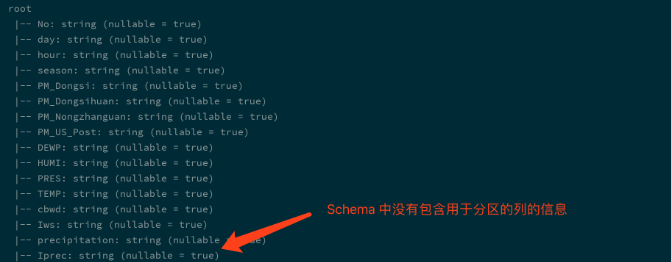 root
|-- No: string (nullable = true)
|-- day: string (nullable = true)
|-- hour: string (nullable = true)
|-- season: string (nullable = true)
|-- PM_Dongsi: string (nullable = true)
|-- PM_Dongsihuan: string (nullable = true)
|-- PM_Nongzhanguan: string (nullable = true)
|-- PM_US_Post: string (nullable = true)
|-- DEWP: string (nullable = true)
|-- HUMI: string (nullable = true)
|-- PRES: string (nullable = true)
|-- TEMP: string (nullable = true)
|-- cbwd: string (nullable = true)
|-- Iws: string (nullable = true)
Schema 中没有包含用于分区的列的信息
|-- precipitation: string (nullable = true)
|-- Iprec: string (nullable = true)